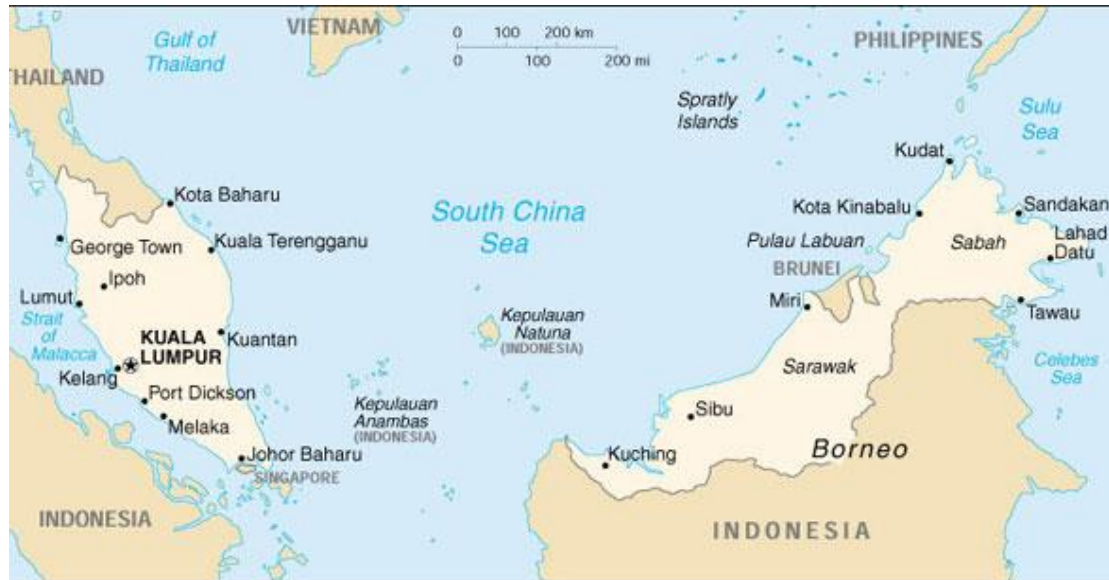 VIETNAM
0 100 200 km
0 100 200 mi
PHILIPPINES
Gulf of
Thailand
THAILAND
Spratly
Islands
Sulu
Sea
Kudat
Kota Baharu
South China
Sea
Kota Kinabalu
Sandakan
George Town
Kuala Terengganu
Pulau Labuan
Sabah
Lahad
Datu
Ipoh
BRUNEI
Lumut
Miri
Tawau
Strait
of
Malacca
KUALA
LUMPUR
Kuantan
Kepulauan
Natuna
(INDONESIA)
Sarawak
Celebes
Sea
Kelang
Port Dickson
Melaka
Kepulauan
Anambas
(INDONESIA)
Sibu
Johor Baharu
Kuching
Borneo
SINGAPORE
INDONESIA
INDONESIA